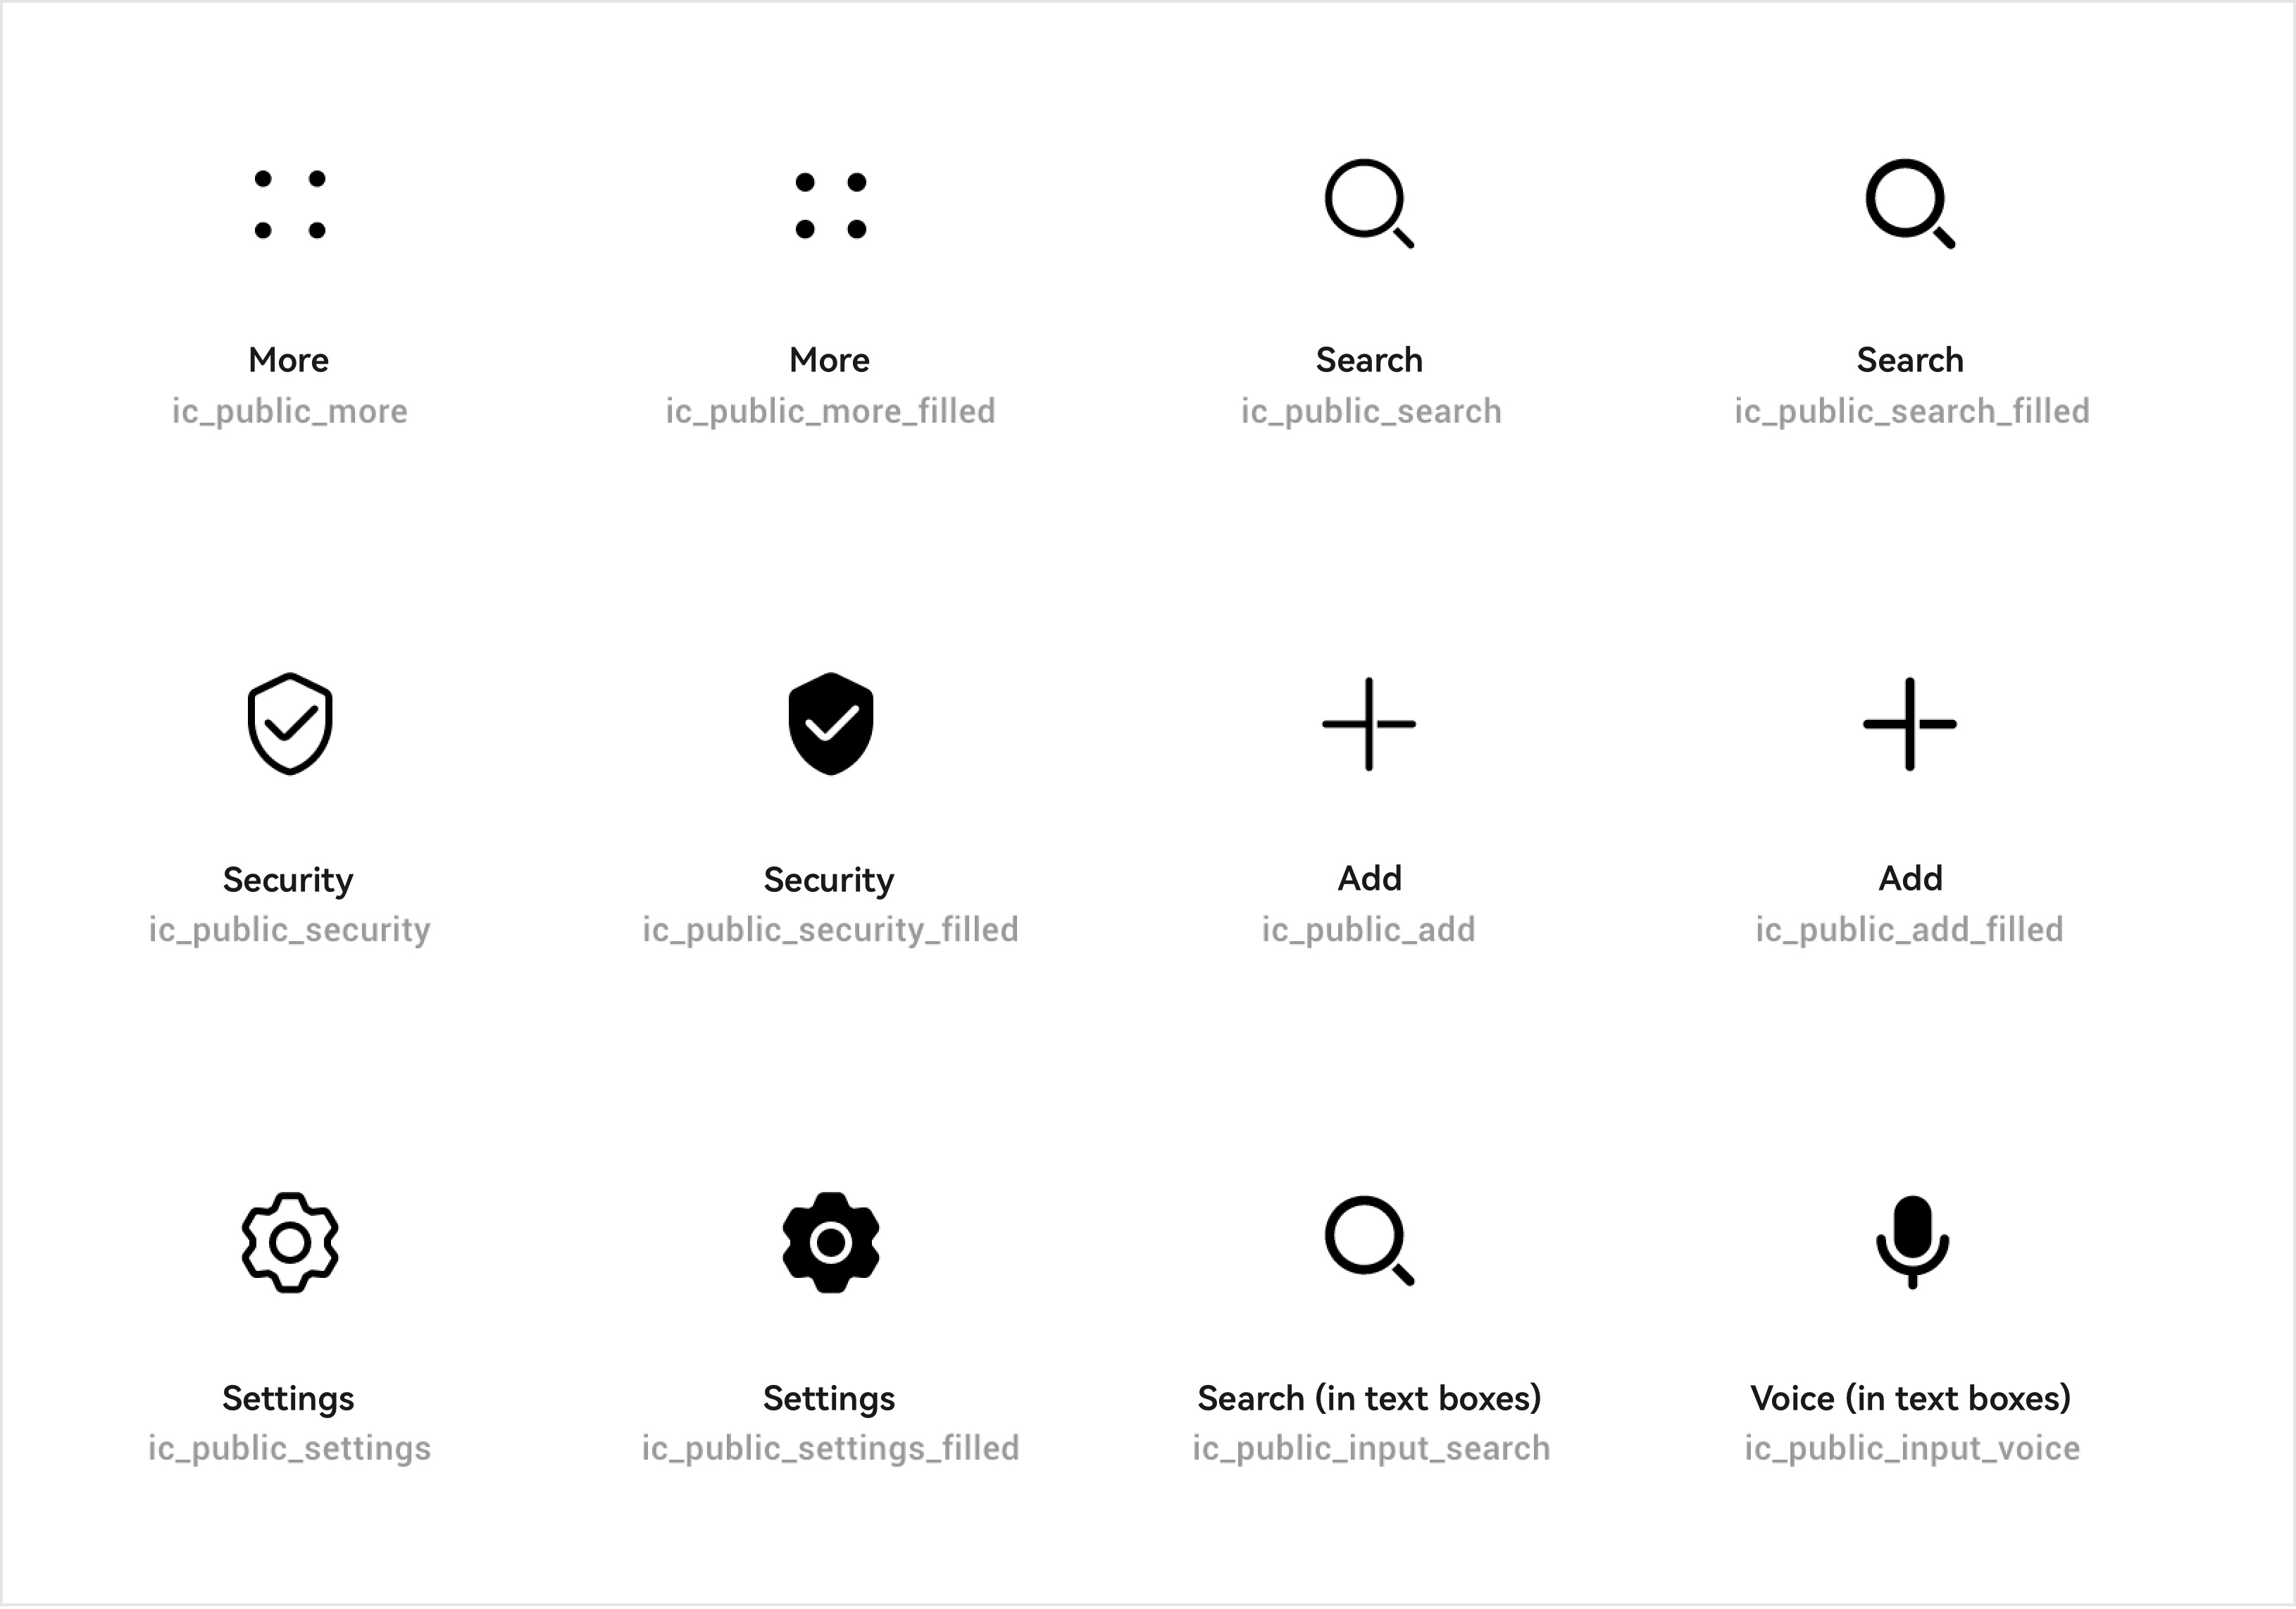 More
ic_public_more
More
ic_public_more_filled
Search
ic_public_search
Search
ic_public_search_filled
Security
ic_public_security
Security
ic_public_security_filled
Add
ic_public_add
Add
ic_public_add_filled
Settings
ic_public_settings
Settings
ic_public_settings_filled
Search (in text boxes)
ic_public_input_search
Voice (in text boxes)
ic_public_input_voice